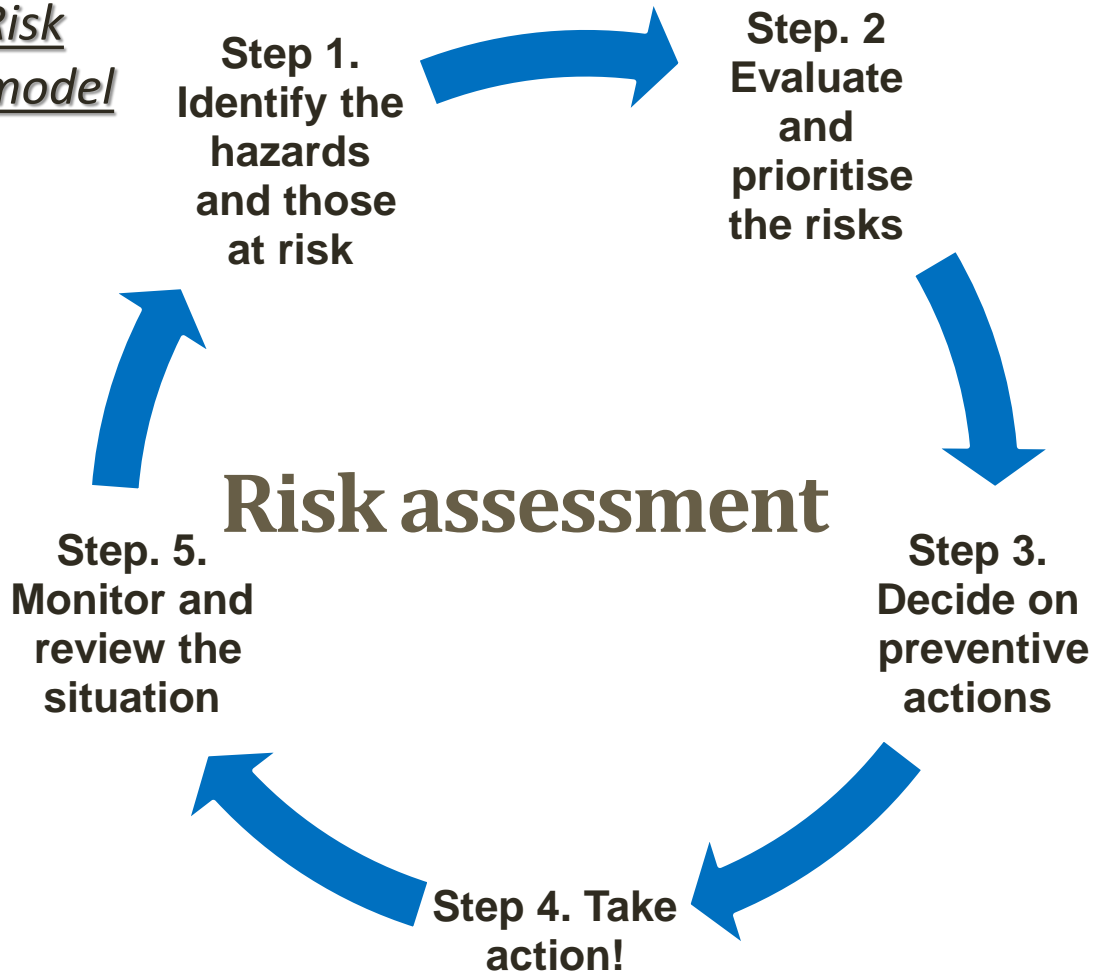 Risk
model
Step 1.
Identify the
hazards
and those
at risk
Step. 2
Evaluate
and
prioritise
the risks
Risk assessment
Step 3.
Decide on
preventive
actions
Step 4. Take
action!
Step. 5.
Monitor and
review the
situation